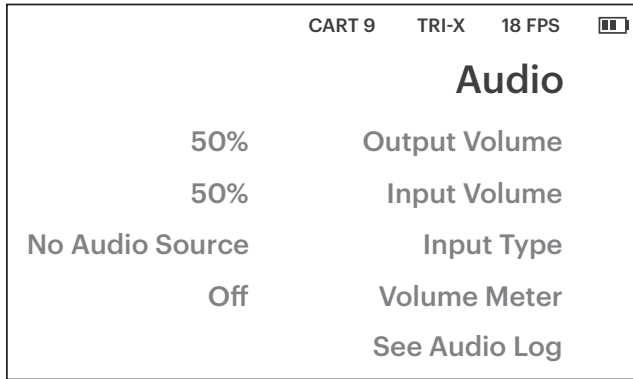 CART 9 TRI-X 18 FPS
Audio
50% Output Volume
50% Input Volume
No Audio Source Input Type
Off Volume Meter
See Audio Log